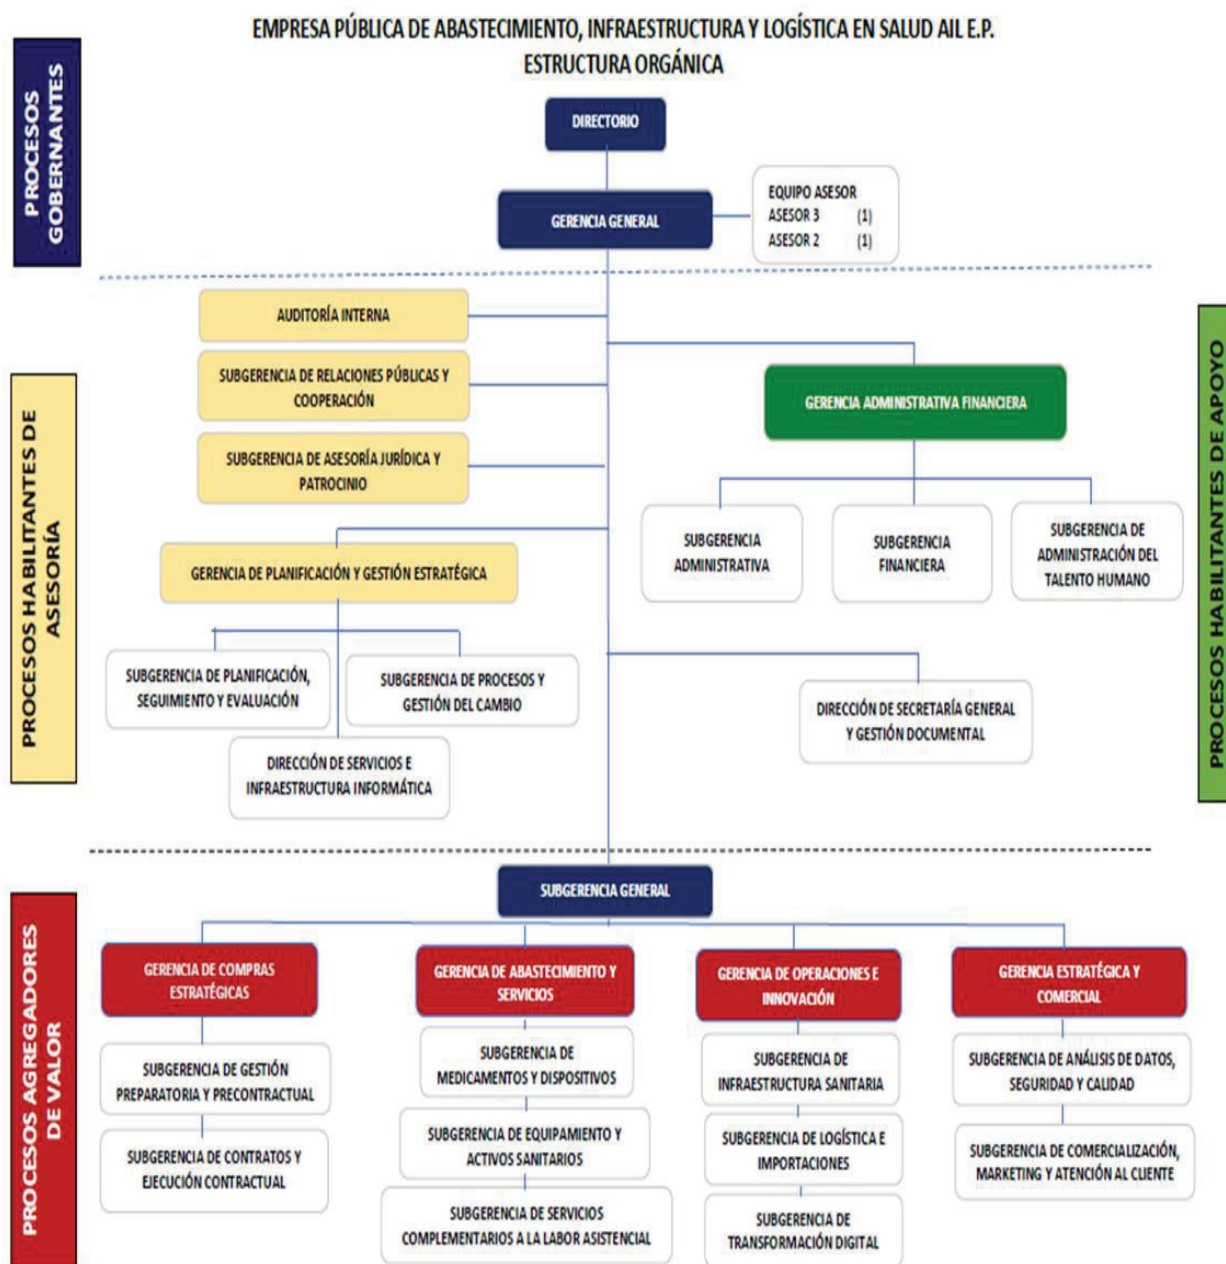 EMPRESA PÚBLICA DE ABASTECIMIENTO, INFRAESTRUCTURA Y LOGÍSTICA EN SALUD AIL E.P.
ESTRUCTURA ORGÁNICA
PROCESOS
GOBERNANTES
DIRECTORIO
GERENCIA GENERAL
EQUIPO ASESOR
ASESOR 3 (1)
ASESOR 2 (1)
PROCESOS HABILITANTES DE
ASESORÍA
AUDITORÍA INTERNA
SUBGERENCIA DE RELACIONES PÚBLICAS Y
COOPERACIÓN
SUBGERENCIA DE ASESORÍA JURÍDICA Y
PATROCINIO
GERENCIA DE PLANIFICACIÓN Y GESTIÓN ESTRATÉGICA
SUBGERENCIA DE PLANIFICACIÓN,
SEGUIMIENTO Y EVALUACIÓN
SUBGERENCIA DE PROCESOS Y
GESTIÓN DEL CAMBIO
DIRECCIÓN DE SERVICIOS E
INFRAESTRUCTURA INFORMÁTICA
PROCESOS HABILITANTES DE APOYO
GERENCIA ADMINISTRATIVA FINANCIERA
SUBGERENCIA
ADMINISTRATIVA
SUBGERENCIA
FINANCIERA
SUBGERENCIA DE
ADMINISTRACIÓN DEL
TALENTO HUMANO
DIRECCIÓN DE SECRETARÍA GENERAL
Y GESTIÓN DOCUMENTAL
PROCESOS AGREGADORES
DE VALOR
SUBGERENCIA GENERAL
GERENCIA DE COMPRAS
ESTRATÉGICAS
SUBGERENCIA DE GESTIÓN
PREPARATORIA Y PRECONTRACTUAL
SUBGERENCIA DE CONTRATOS Y
EJECUCIÓN CONTRACTUAL
GERENCIA DE ABASTECIMIENTO Y
SERVICIOS
SUBGERENCIA DE
MEDICAMENTOS Y DISPOSITIVOS
SUBGERENCIA DE EQUIPAMIENTO Y
ACTIVOS SANITARIOS
SUBGERENCIA DE SERVICIOS
COMPLEMENTARIOS A LA LABOR ASISTENCIAL
GERENCIA DE OPERACIONES E
INNOVACIÓN
SUBGERENCIA DE
INFRAESTRUCTURA SANITARIA
SUBGERENCIA DE LOGÍSTICA E
IMPORTACIONES
SUBGERENCIA DE
TRANSFORMACIÓN DIGITAL
GERENCIA ESTRATÉGICA Y
COMERCIAL
SUBGERENCIA DE ANÁLISIS DE DATOS,
SEGURIDAD Y CALIDAD
SUBGERENCIA DE COMERCIALIZACIÓN,
MARKETING Y ATENCIÓN AL CLIENTE